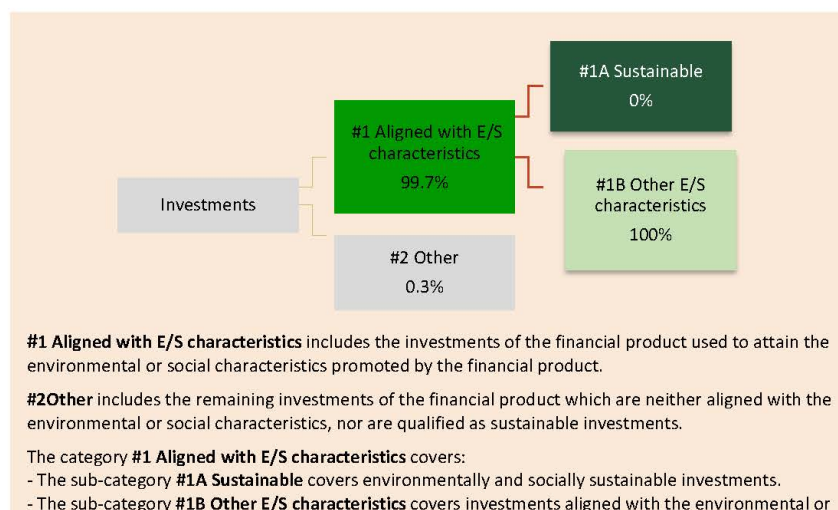 #1A Sustainable
0%
#1 Aligned with E/S
characteristics
99.7%
#1B Other E/S
characteristics
100%
Investments
#2 Other
0.3%
#1 Aligned with E/S characteristics includes the investments of the financial product used to attain the
environmental or social characteristics promoted by the financial product.
#2Other includes the remaining investments of the financial product which are neither aligned with the
environmental or social characteristics, nor are qualified as sustainable investments.
The category #1 Aligned with E/S characteristics covers:
- The sub-category #1A Sustainable covers environmentally and socially sustainable investments.
- The sub-category #1B Other E/S characteristics covers investments aligned with the environmental or